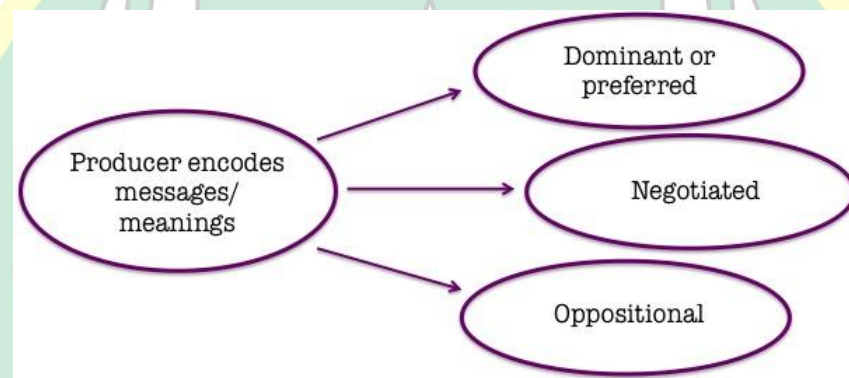 Producer encodes
messages/
meanings
Dominant or
preferred
Negotiated
Oppositional